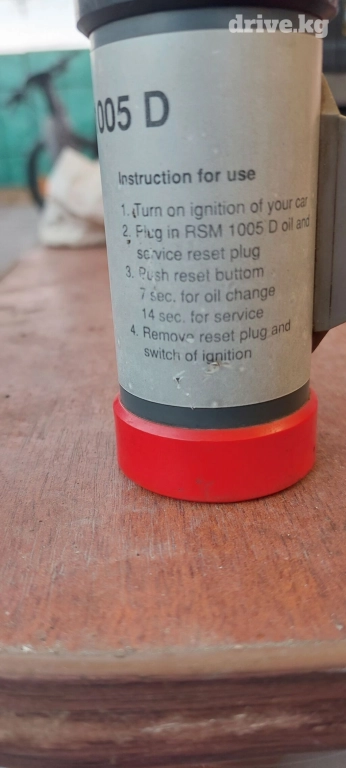 drive.kg
1005 D
Instruction for use
1. Turn on ignition of your car
2. Plug in RSM 1005 D oil and
service reset plug
3. Push reset buttom
7 sec. for oil change
14 sec. for service
4. Remove reset plug and
switch of ignition